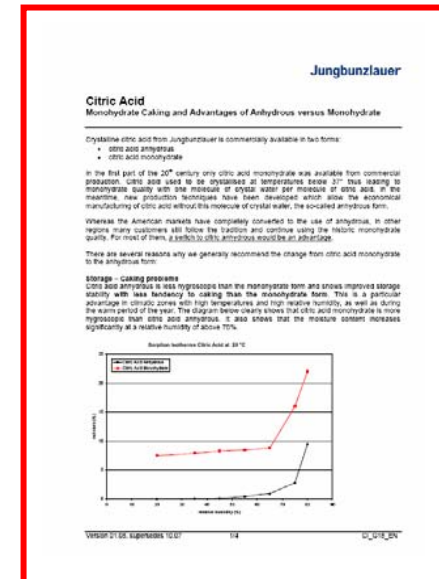 Jungbunzlauer
Citric Acid
Monohydrate Caking and Advantages of Anhydrous versus Monohydrate
Crystalline citric acid from Jungbunzlauer is commercially available in two forms:
• citric acid anhydrous
• citric acid monohydrate
In the first part of the 20th century only citric acid monohydrate was available from commercial
production. Citric acid used to be crystallised at temperatures below 37° thus leading to
monohydrate quality with one molecule of crystal water per molecule of citric acid. In the
meantime, new production techniques have been developed which allow the economical
manufacturing of citric acid without this molecule of crystal water, the so-called anhydrous form.
Whereas the American markets have completely converted to the use of anhydrous, in other
regions many customers still follow the tradition and continue using the historic monohydrate
quality. For most of them, a switch to citric anhydrous would be an advantage.
There are several reasons why we generally recommend the change from citric acid monohydrate
to the anhydrous form:
Storage – Caking problems
Citric acid anhydrous is less hygroscopic than the monohydrate form and shows improved storage
stability with less tendency to caking than the monohydrate form. This is a particular
advantage in climatic zones with high temperatures and high relative humidity, as well as during
the warm period of the year. The diagram below clearly shows that citric acid monohydrate is more
hygroscopic than citric acid anhydrous. It also shows that the moisture content increases
significantly at a relative humidity of above 70%.
Sorption Isotherms Citric Acid at 20 °C
Citric Acid Anhydrous
Citric Acid Monohydrate
0 10 20 30 40 50 60 70 80 90
relative humidity (%)
1/4
CI_G18_EN